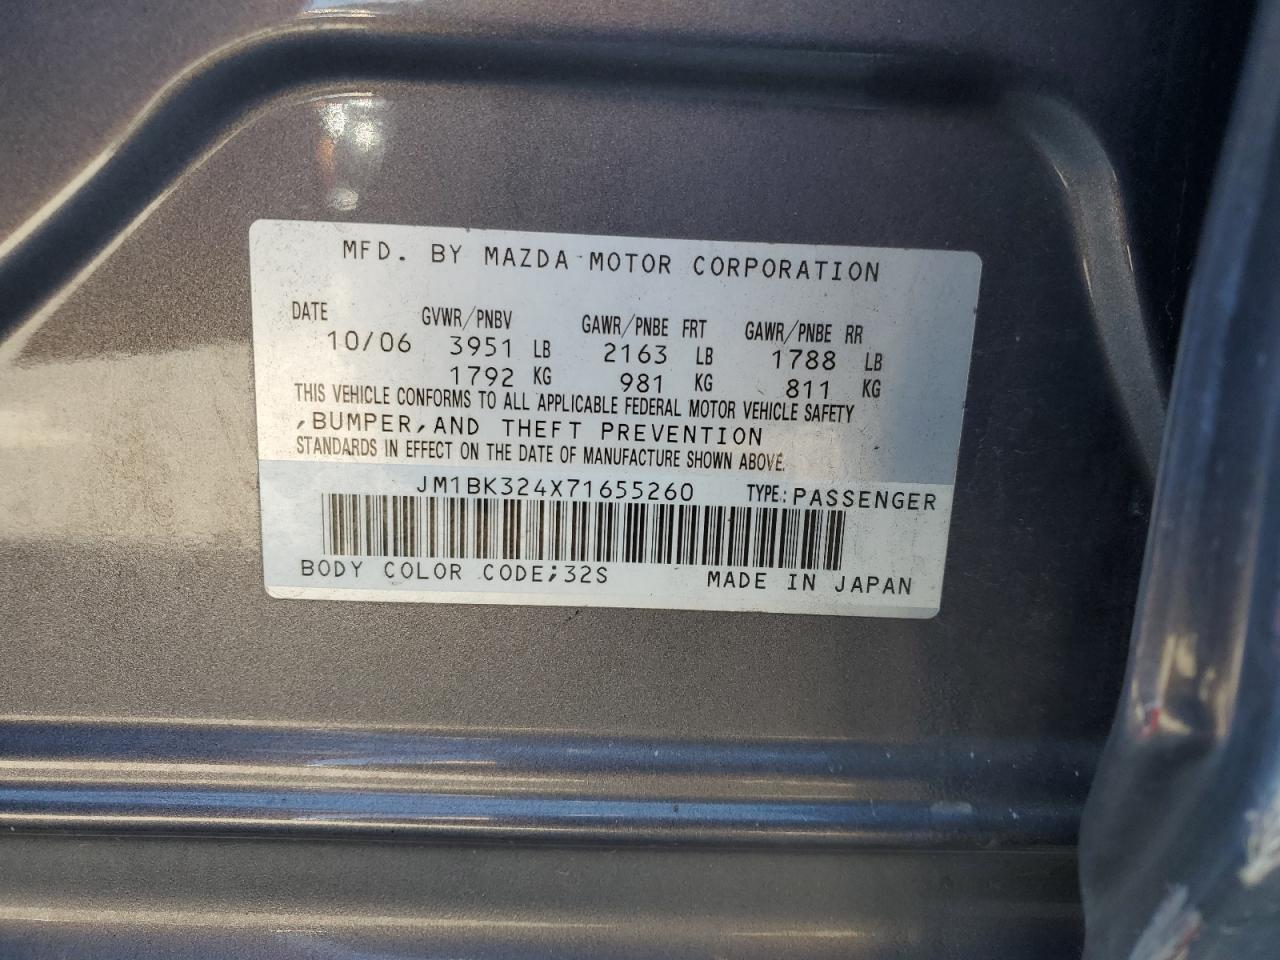 MFD. BY MAZDA MOTOR CORPORATION
DATE GVWR/PNBV GAWR/PNBE FRT GAWR/PNBE RR
10/06 3951 LB 2163 LB 1788 LB
1792 KG 981 KG 811 KG
THIS VEHICLE CONFORMS TO ALL APPLICABLE FEDERAL MOTOR VEHICLE SAFETY
,BUMPER,AND THEFT PREVENTION
STANDARDS IN EFFECT ON THE DATE OF MANUFACTURE SHOWN ABOVE.
JM1BK324X71655260 TYPE: PASSENGER
BODY COLOR CODE;32S MADE IN JAPAN